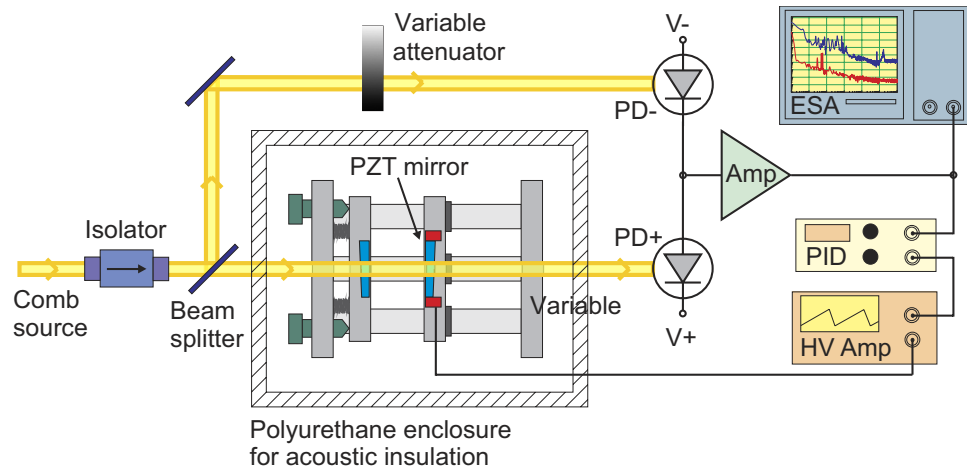 Variable
attenuator
V-
PD-
ESA
PZT mirror
Amp
Isolator
PD+
PID
Comb
source
Beam
splitter
Variable
V+
HV Amp
Polyurethane enclosure
for acoustic insulation